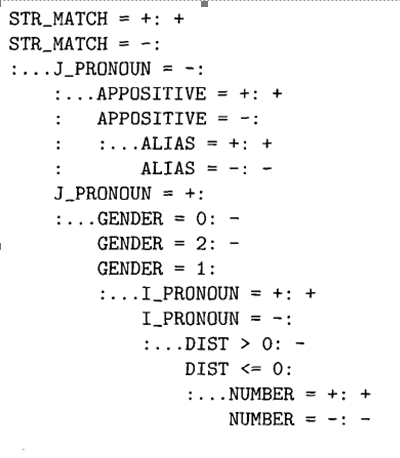 STR_MATCH = +: +
STR_MATCH = -:
:...J_PRONOUN = -:
    :...APPOSITIVE = +: +
    :   APPOSITIVE = -:
    :   :...ALIAS = +: +
    :       ALIAS = -: -
    J_PRONOUN = +:
    :...GENDER = 0: -
        GENDER = 2: -
        GENDER = 1:
        :...I_PRONOUN = +: +
            I_PRONOUN = -:
            :...DIST > 0: -
                DIST <= 0:
                :...NUMBER = +: +
                    NUMBER = -: -